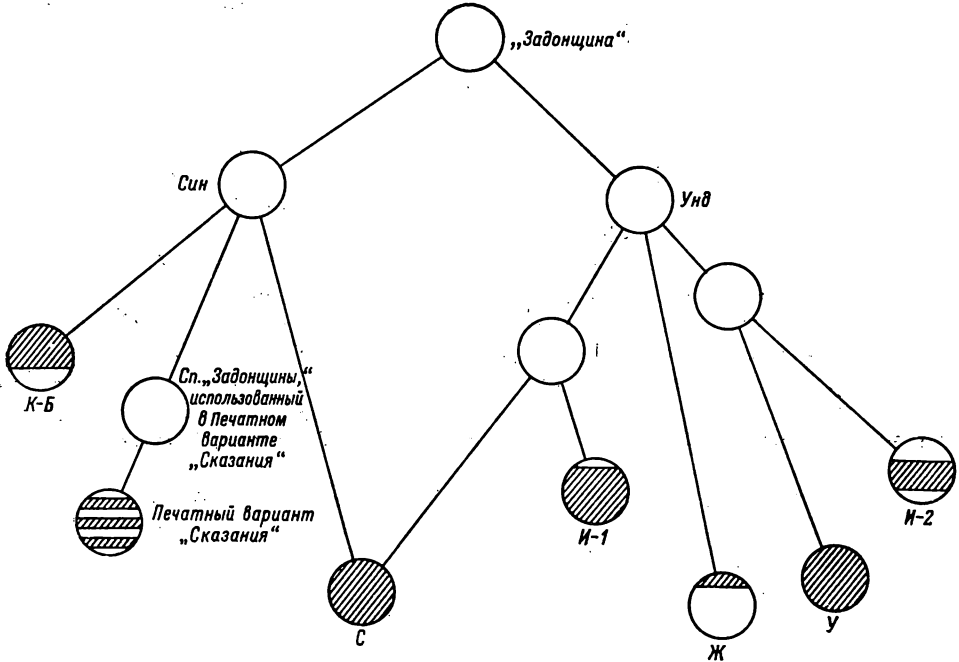 „Задонщина“
Син
Унд
К-Б
Сп. „Задонщины,“
использованный
в Печатном
варианте
„Сказания“
Печатный вариант
„Сказания“
И-1
И-2
С
Ж
У